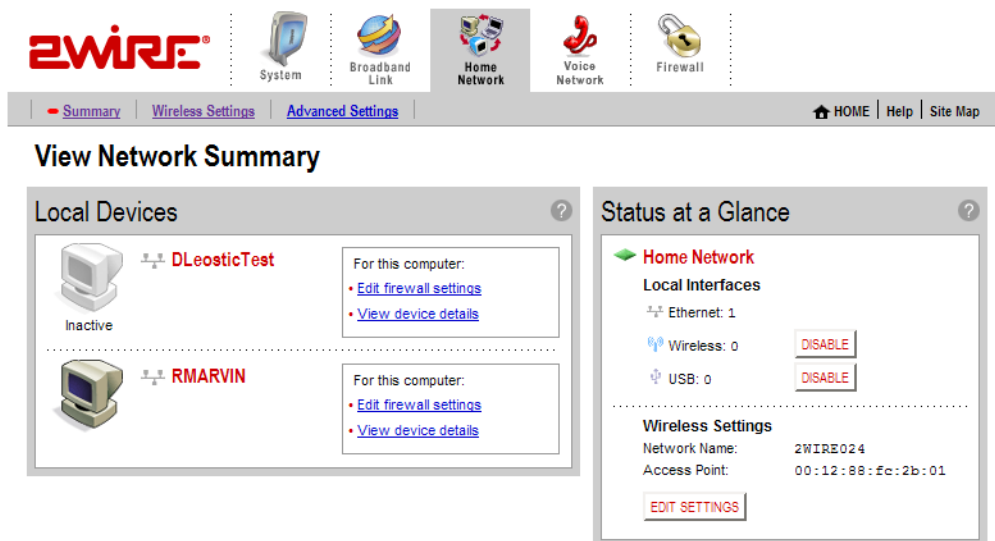 2WIRE®
System
Broadband
Link
Home
Network
Voice
Network
Firewall
Summary
Wireless Settings
Advanced Settings
HOME
Help
Site Map
View Network Summary
Local Devices ?
DLeosticTest
Inactive
For this computer:
• Edit firewall settings
• View device details
RMARVIN
For this computer:
• Edit firewall settings
• View device details
Status at a Glance ?
Home Network
Local Interfaces
Ethernet: 1
Wireless: 0 DISABLE
USB: 0 DISABLE
Wireless Settings
Network Name: 2WIRE024
Access Point: 00:12:88:fc:2b:01
EDIT SETTINGS